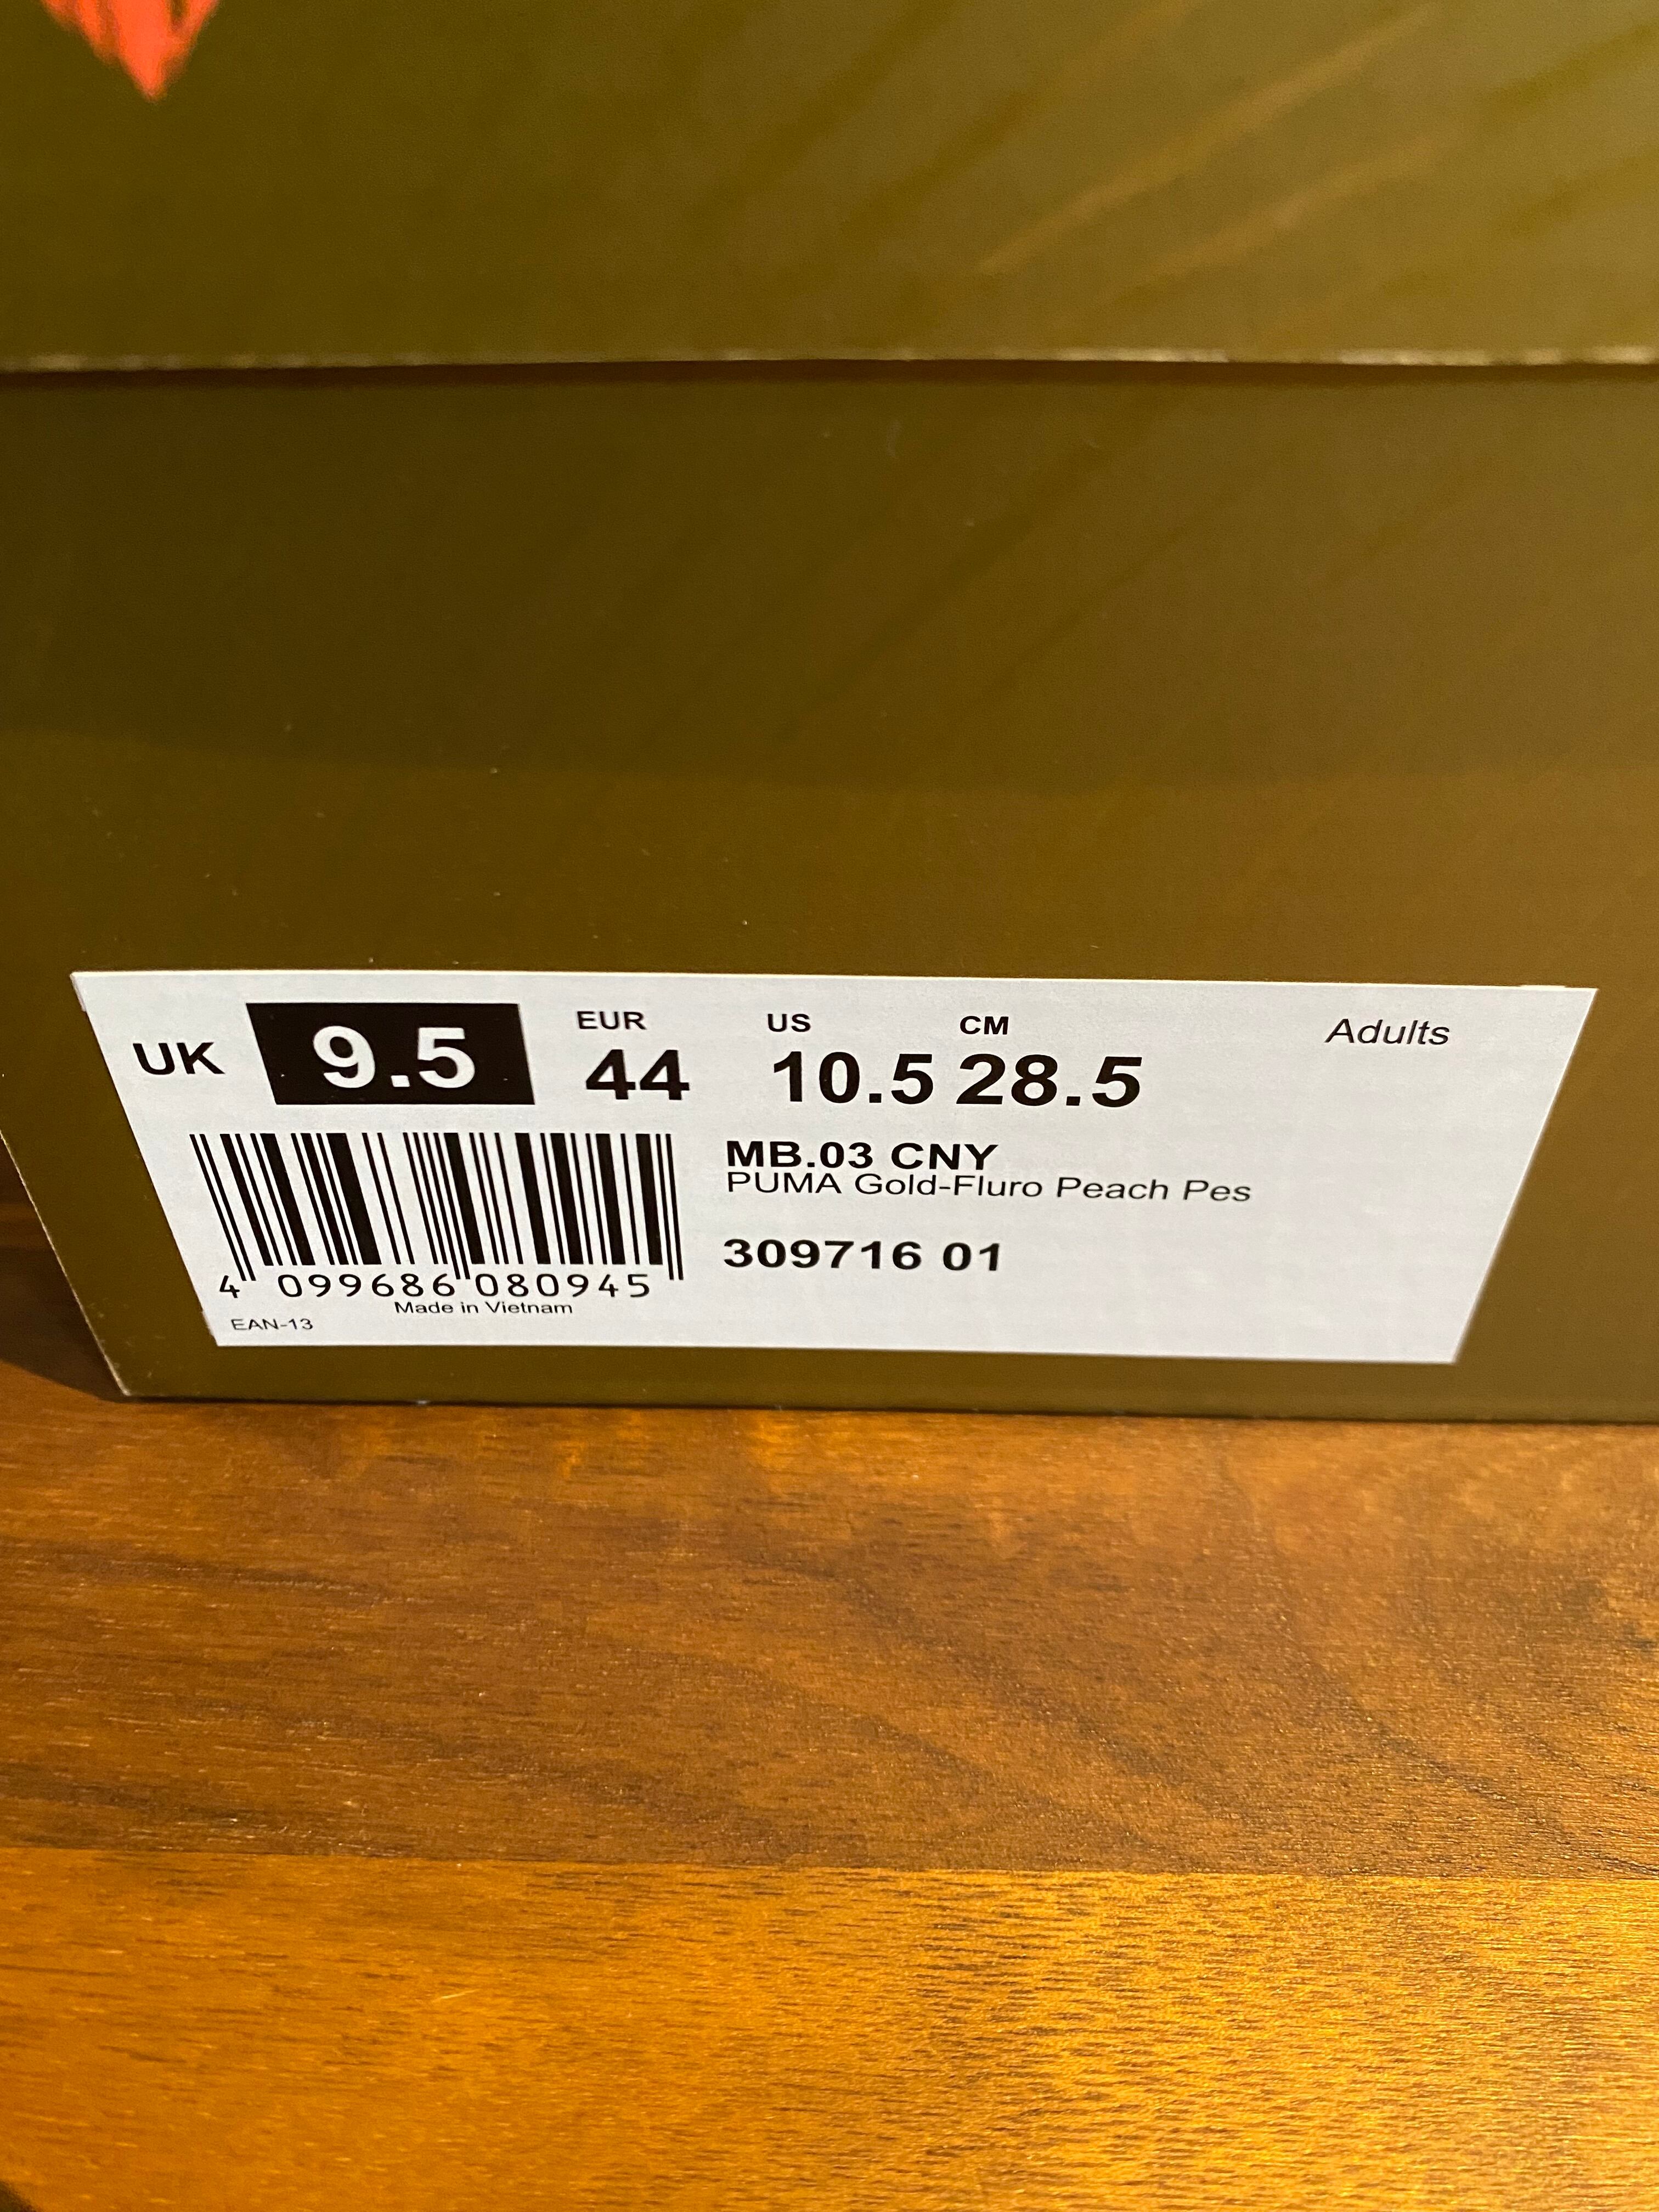 UK 9.5 EUR 44 US 10.5 CM 28.5 Adults
MB.03 CNY
PUMA Gold-Fluro Peach Pes
309716 01
4 099686 080945
Made in Vietnam
EAN-13